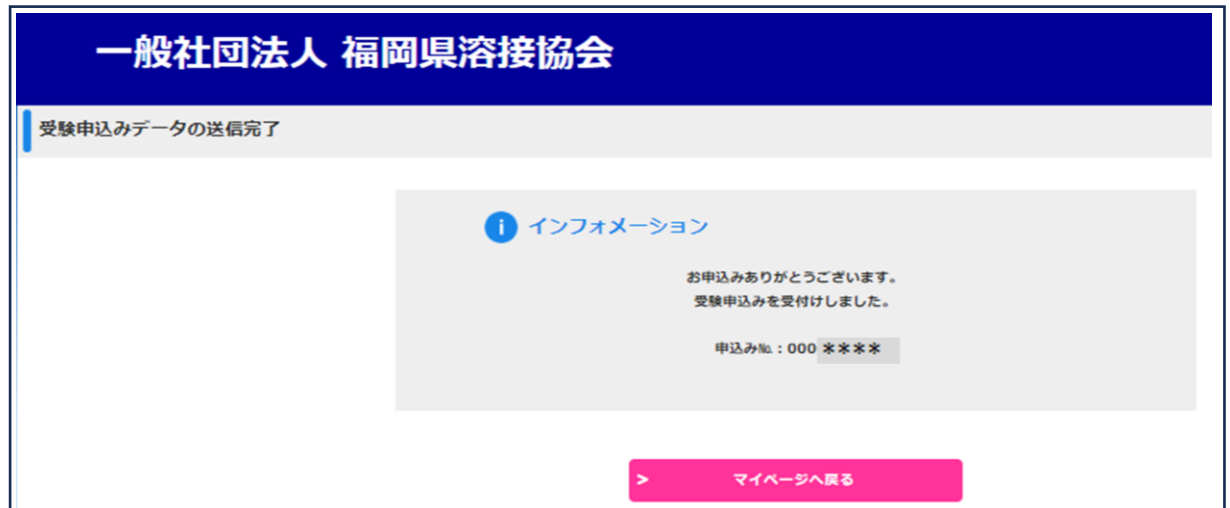 一般社団法人 福岡県溶接協会
受験申込みデータの送信完了
i インフォメーション
お申込みありがとうございます。
受験申込みを受付けしました。
申込み№：000 ****
> マイページへ戻る